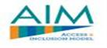 AIM
ACCESS +
INCLUSION MODEL